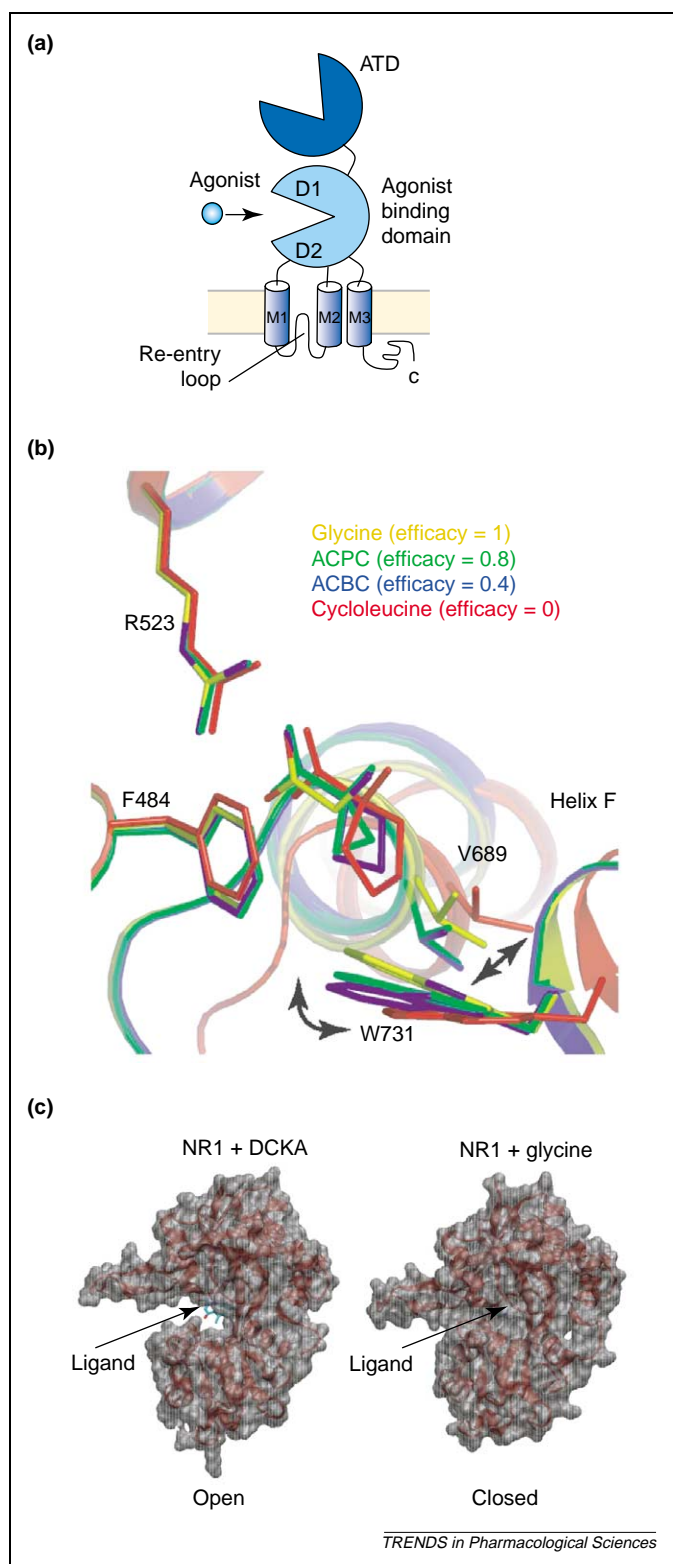 (a)
ATD
Agonist
D1
Agonist
binding
domain
D2
M1
M2
M3
Re-entry
loop
c
(b)
Glycine (efficacy = 1)
ACPC (efficacy = 0.8)
ACBC (efficacy = 0.4)
Cycloleucine (efficacy = 0)
R523
F484
Helix F
V689
W731
(c)
NR1 + DCKA
NR1 + glycine
Ligand
Ligand
Open
Closed
TRENDS in Pharmacological Sciences